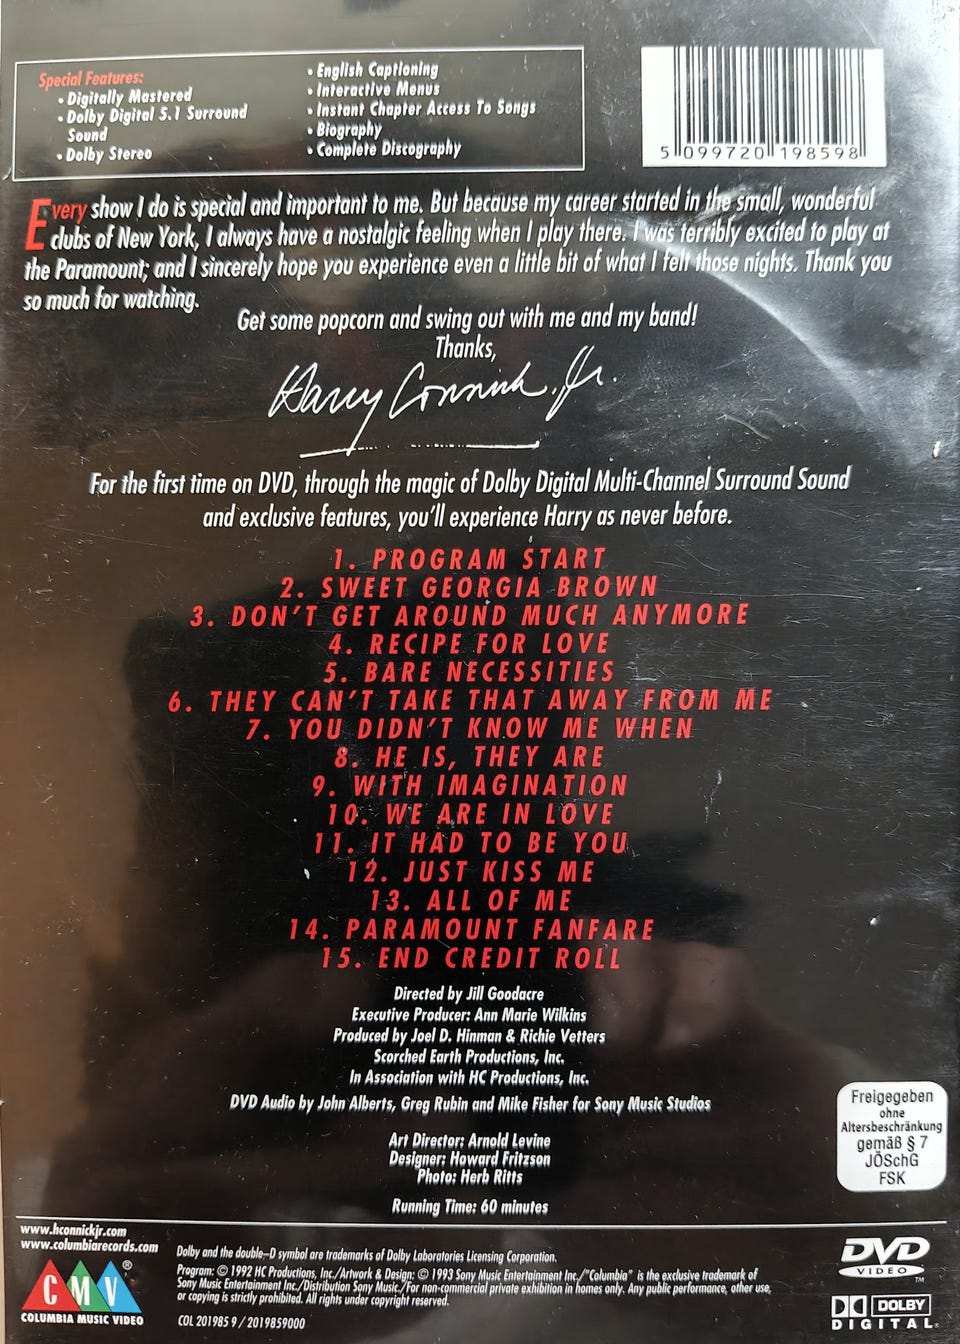 Special Features:
• Digitally Mastered
• Dolby Digital 5.1 Surround
Sound
• Dolby Stereo
• English Captioning
• Interactive Menus
• Instant Chapter Access To Songs
• Biography
• Complete Discography
5 099720 198598
Every show I do is special and important to me. But because my career started in the small, wonderful
clubs of New York, I always have a nostalgic feeling when I play there. I was terribly excited to play at
the Paramount; and I sincerely hope you experience even a little bit of what I felt those nights. Thank you
so much for watching.
Get some popcorn and swing out with me and my band!
Thanks,
Harry Connick, Jr.
For the first time on DVD, through the magic of Dolby Digital Multi-Channel Surround Sound
and exclusive features, you'll experience Harry as never before.
1. PROGRAM START
2. SWEET GEORGIA BROWN
3. DON'T GET AROUND MUCH ANYMORE
4. RECIPE FOR LOVE
5. BARE NECESSITIES
6. THEY CAN'T TAKE THAT AWAY FROM ME
7. YOU DIDN'T KNOW ME WHEN
8. HE IS, THEY ARE
9. WITH IMAGINATION
10. WE ARE IN LOVE
11. IT HAD TO BE YOU
12. JUST KISS ME
13. ALL OF ME
14. PARAMOUNT FANFARE
15. END CREDIT ROLL
Directed by Jill Goodacre
Executive Producer: Ann Marie Wilkins
Produced by Joel D. Hinman & Richie Vetters
Scorched Earth Productions, Inc.
In Association with HC Productions, Inc.
DVD Audio by John Alberts, Greg Rubin and Mike Fisher for Sony Music Studios
Art Director: Arnold Levine
Designer: Howard Fritzson
Photo: Herb Ritts
Running Time: 60 minutes
Freigegeben
ohne
Altersbeschränkung
gemäß § 7
JÖSchG
FSK
www.hconnickjr.com
www.columbiarecords.com
CMV®
COLUMBIA MUSIC VIDEO
Dolby and the double-D symbol are trademarks of Dolby Laboratories Licensing Corporation.
Program: © 1992 HC Productions, Inc./Artwork & Design: © 1993 Sony Music Entertainment Inc./"Columbia" is the exclusive trademark of
Sony Music Entertainment Inc./Distribution Sony Music./For non-commercial private exhibition in homes only. Any public performance, other use,
or copying is strictly prohibited. All rights under copyright reserved.
COL 201985 9 / 2019859000
DVD
VIDEO
TM
DOLBY
DIGITAL